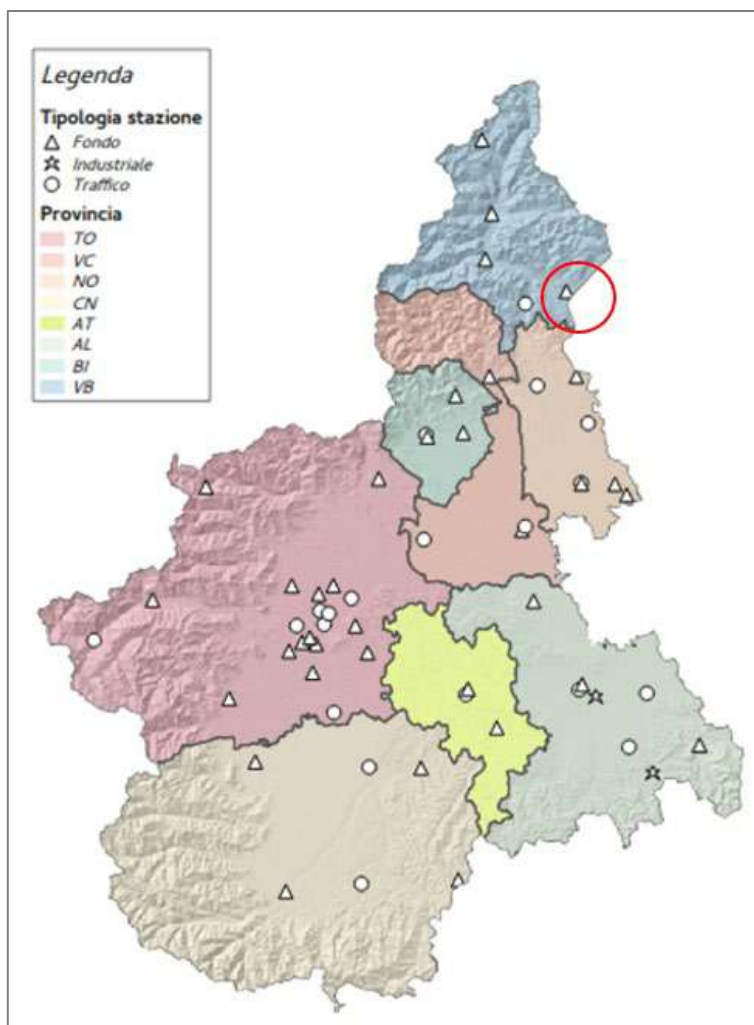 Legenda
Tipologia stazione
Fondo
Industriale
Traffico
Provincia
TO
VC
NO
CN
AT
AL
BI
VB